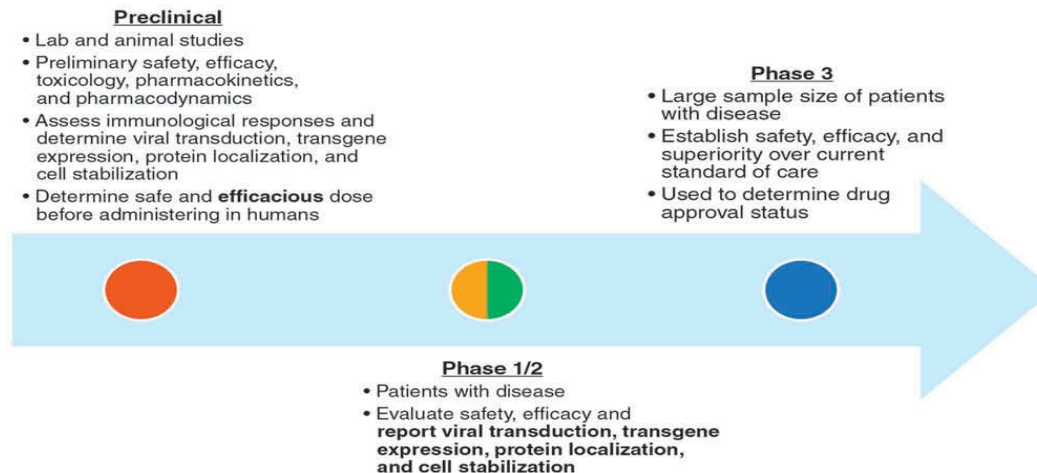 Preclinical
• Lab and animal studies
• Preliminary safety, efficacy,
toxicology, pharmacokinetics,
and pharmacodynamics
• Assess immunological responses and
determine viral transduction, transgene
expression, protein localization, and
cell stabilization
• Determine safe and efficacious dose
before administering in humans
Phase 1/2
• Patients with disease
• Evaluate safety, efficacy and
report viral transduction, transgene
expression, protein localization,
and cell stabilization
Phase 3
• Large sample size of patients
with disease
• Establish safety, efficacy, and
superiority over current
standard of care
• Used to determine drug
approval status